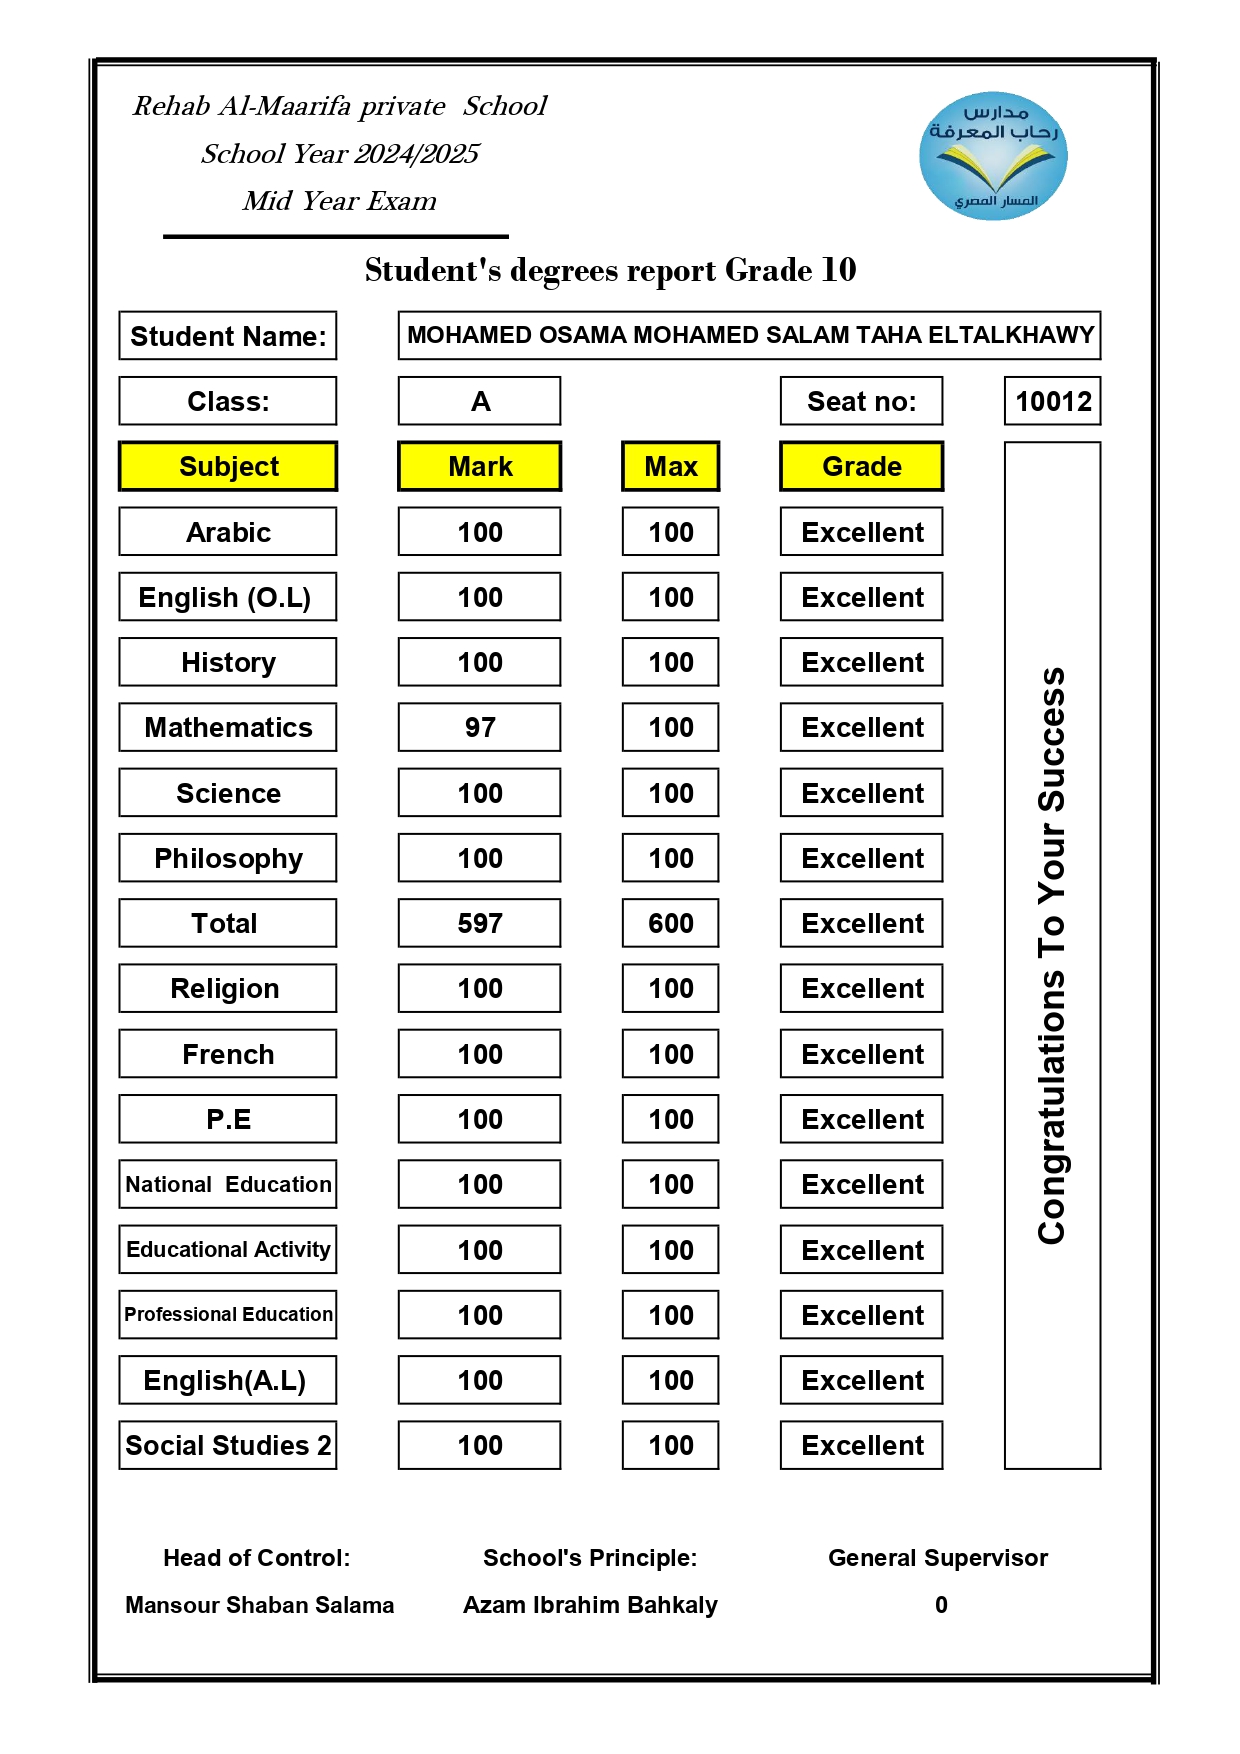 Rehab Al-Maarifa private School
School Year 2024/2025
Mid Year Exam
مدارس
رحاب المعرفة
المسار المصري
Student's degrees report Grade 10
Student Name: MOHAMED OSAMA MOHAMED SALAM TAHA ELTALKHAWY
Class: A Seat no: 10012
Subject Mark Max Grade
Arabic 100 100 Excellent
English (O.L) 100 100 Excellent
History 100 100 Excellent
Mathematics 97 100 Excellent
Science 100 100 Excellent
Philosophy 100 100 Excellent
Total 597 600 Excellent
Religion 100 100 Excellent
French 100 100 Excellent
P.E 100 100 Excellent
National Education 100 100 Excellent
Educational Activity 100 100 Excellent
Professional Education 100 100 Excellent
English(A.L) 100 100 Excellent
Social Studies 2 100 100 Excellent
Congratulations To Your Success
Head of Control: School's Principle: General Supervisor
Mansour Shaban Salama Azam Ibrahim Bahkaly 0